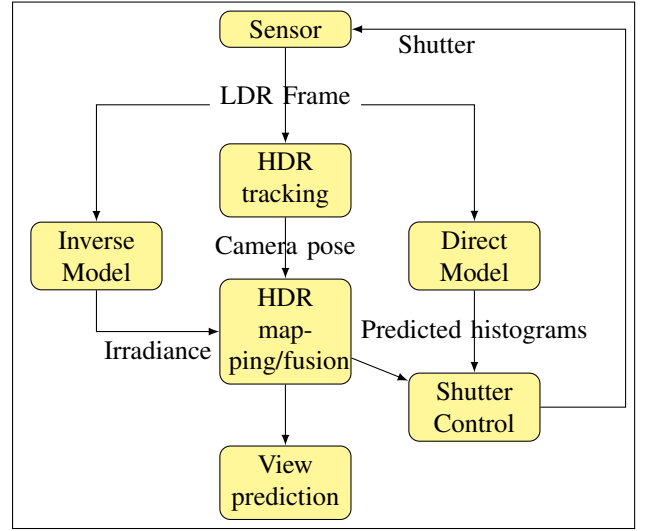 Sensor
Shutter
LDR Frame
HDR
tracking
Inverse
Model
Camera pose
Direct
Model
HDR
map-
ping/fusion
Irradiance
Predicted histograms
Shutter
Control
View
prediction